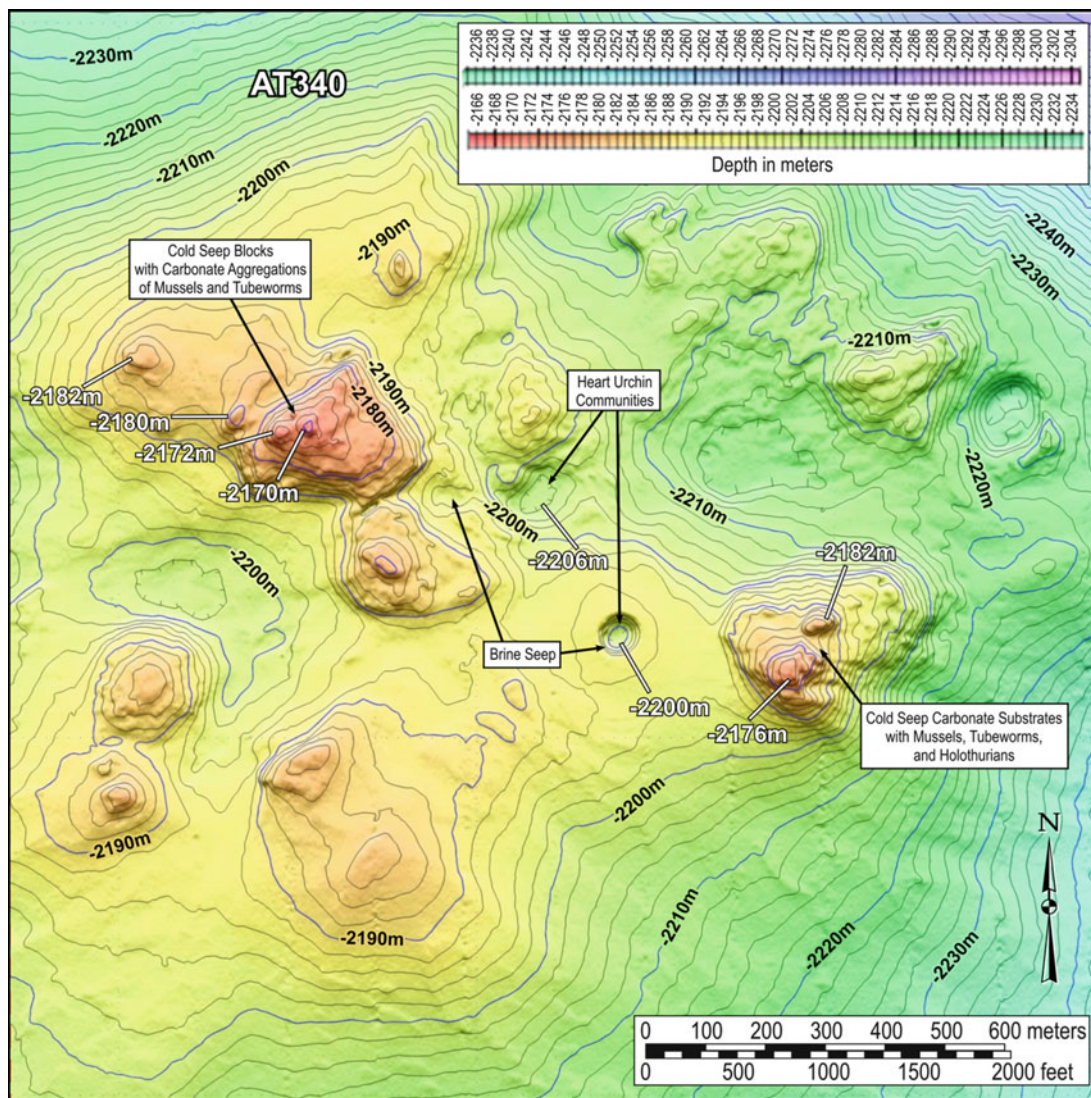 -2236 -2238 -2240 -2242 -2244 -2246 -2248 -2250 -2252 -2254 -2256 -2258 -2260 -2262 -2264 -2266 -2268 -2270 -2272 -2274 -2276 -2278 -2280 -2282 -2284 -2286 -2288 -2290 -2292 -2294 -2296 -2298 -2300 -2302 -2304
-2166 -2168 -2170 -2172 -2174 -2176 -2178 -2180 -2182 -2184 -2186 -2188 -2190 -2192 -2194 -2196 -2198 -2200 -2202 -2204 -2206 -2208 -2210 -2212 -2214 -2216 -2218 -2220 -2222 -2224 -2226 -2228 -2230 -2232 -2234
Depth in meters
-2230m
AT340
-2220m
-2210m
-2200m
-2190m
-2240m
-2230m
Cold Seep Blocks
with Carbonate Aggregations
of Mussels and Tubeworms
-2210m
-2182m
-2190m
-2180m
-2180m
-2172m
-2170m
Heart Urchin
Communities
-2220m
-2210m
-2200m
-2206m
-2200m
-2182m
Brine Seep
-2200m
-2176m
Cold Seep Carbonate Substrates
with Mussels, Tubeworms,
and Holothurians
-2200m
-2190m
-2190m
-2210m
-2220m
-2230m
N
0 100 200 300 400 500 600 meters
0 500 1000 1500 2000 feet